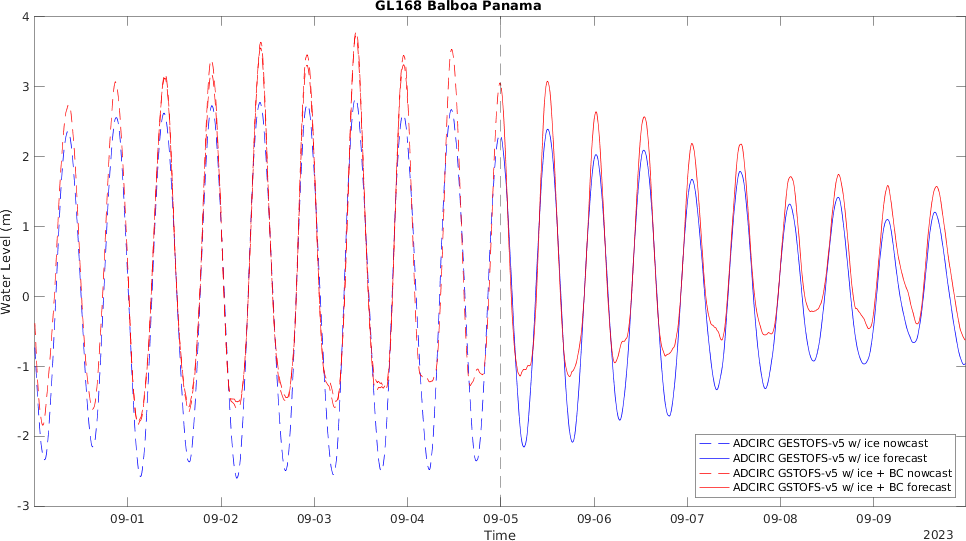 GL168 Balboa Panama
4
3
2
1
0
-1
-2
-3
Water Level (m)
ADCIRC GESTOFS-v5 w/ ice nowcast
ADCIRC GESTOFS-v5 w/ ice forecast
ADCIRC GSTOFS-v5 w/ ice + BC nowcast
ADCIRC GSTOFS-v5 w/ ice + BC forecast
09-01 09-02 09-03 09-04 09-05 09-06 09-07 09-08 09-09
Time
2023